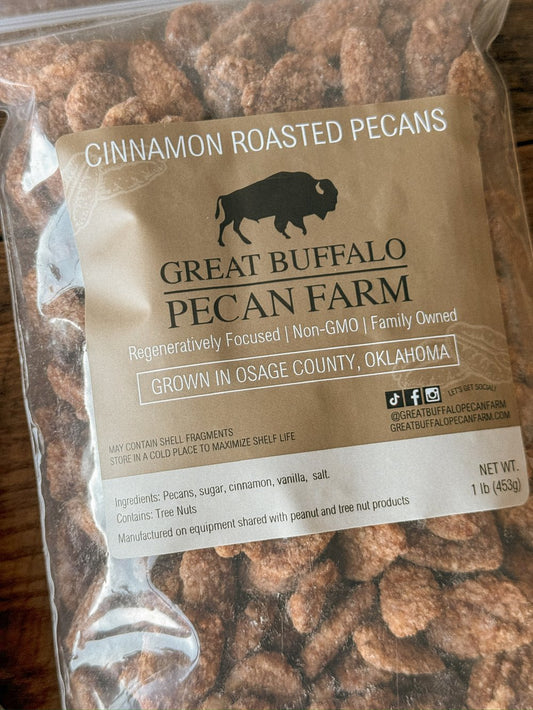 CINNAMON ROASTED PECANS
GREAT BUFFALO
PECAN FARM
Regeneratively Focused | Non-GMO | Family Owned
GROWN IN OSAGE COUNTY, OKLAHOMA
LET'S GET SOCIAL!
@GREATBUFFALOPECANFARM
GREATBUFFALOPECANFARM.COM
MAY CONTAIN SHELL FRAGMENTS
STORE IN A COLD PLACE TO MAXIMIZE SHELF LIFE
Ingredients: Pecans, sugar, cinnamon, vanilla, salt.
Contains: Tree Nuts
Manufactured on equipment shared with peanut and tree nut products
NET WT.
1 lb (453g)